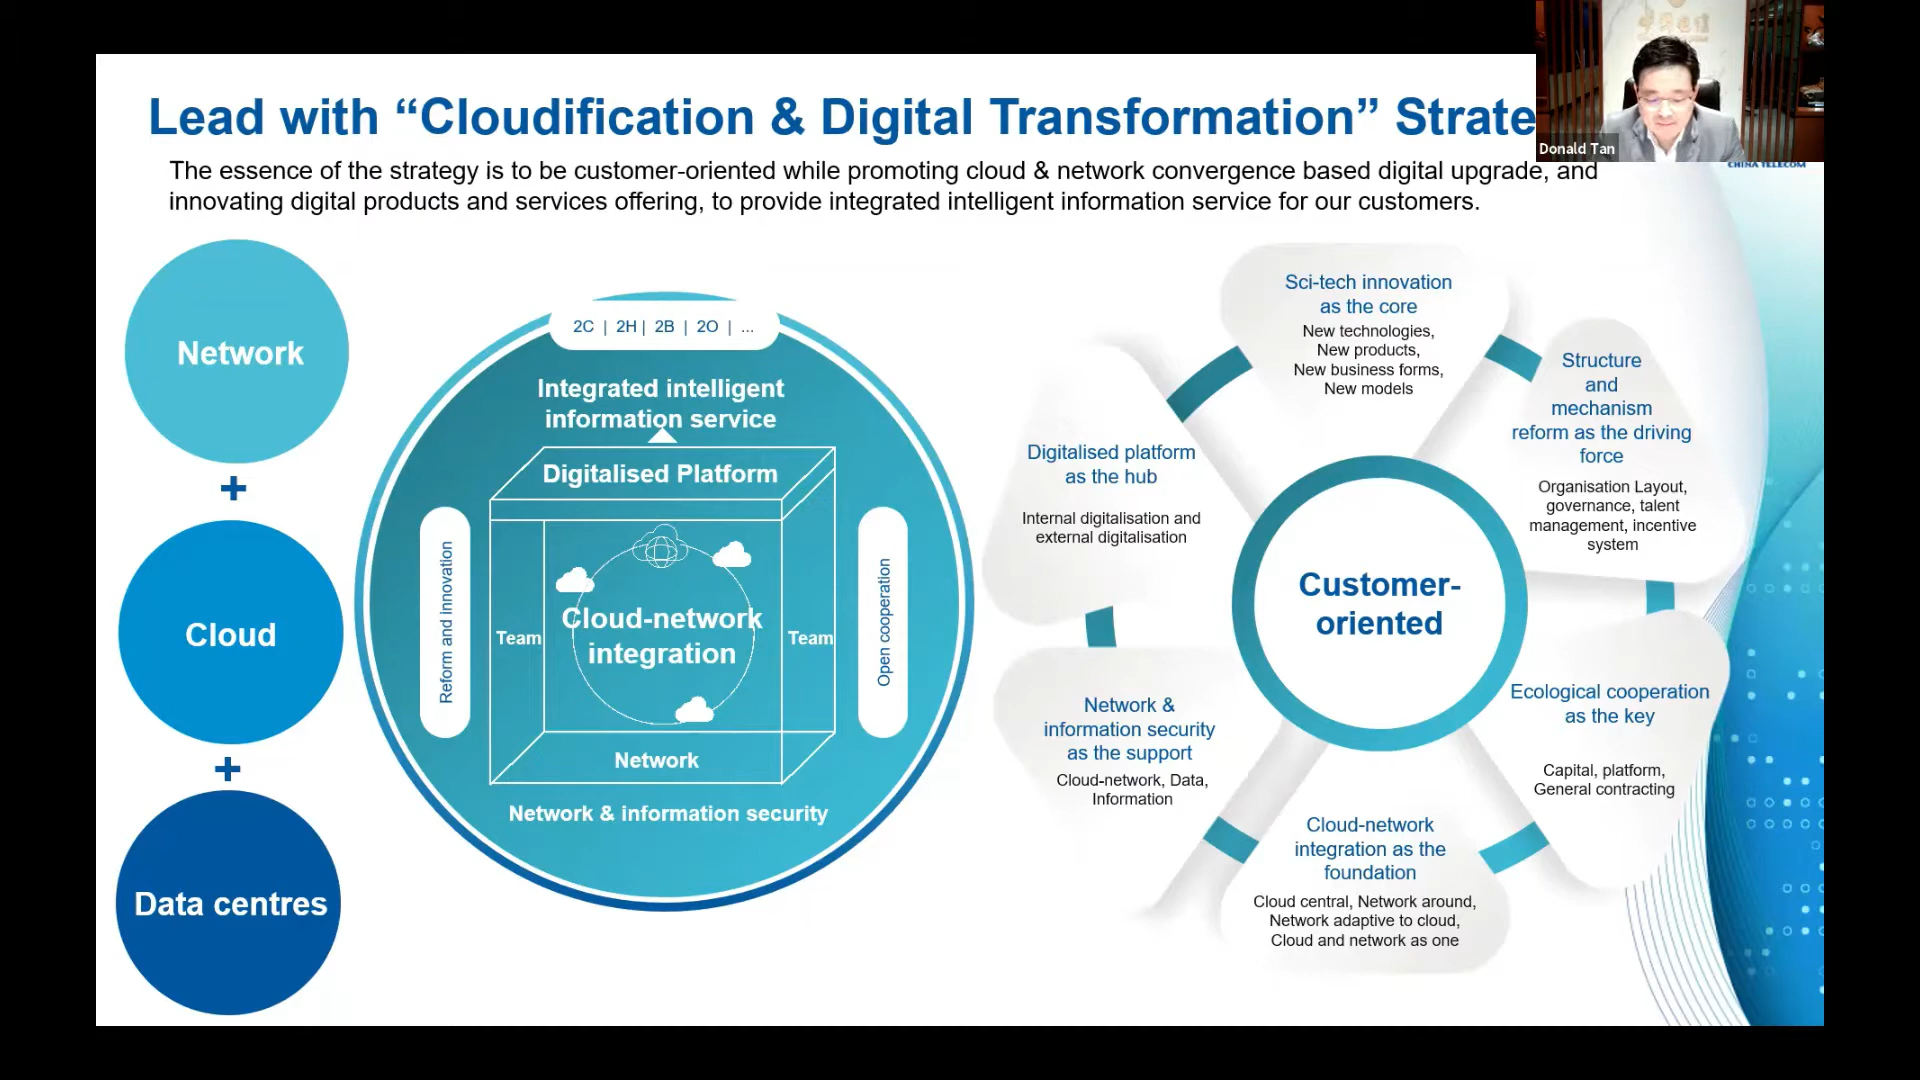 Lead with “Cloudification & Digital Transformation” Strate
The essence of the strategy is to be customer-oriented while promoting cloud & network convergence based digital upgrade, and
innovating digital products and services offering, to provide integrated intelligent information service for our customers.
Donald Tan
CHINA TELECOM
Network
+
Cloud
+
Data centres
2C | 2H | 2B | 2O | ...
Integrated intelligent
information service
Digitalised Platform
Reform and innovation
Team
Cloud-network
integration
Team
Open cooperation
Network
Network & information security
Customer-
oriented
Sci-tech innovation
as the core
New technologies,
New products,
New business forms,
New models
Structure
and
mechanism
reform as the driving
force
Organisation Layout,
governance, talent
management, incentive
system
Ecological cooperation
as the key
Capital, platform,
General contracting
Cloud-network
integration as the
foundation
Cloud central, Network around,
Network adaptive to cloud,
Cloud and network as one
Network &
information security
as the support
Cloud-network, Data,
Information
Digitalised platform
as the hub
Internal digitalisation and
external digitalisation